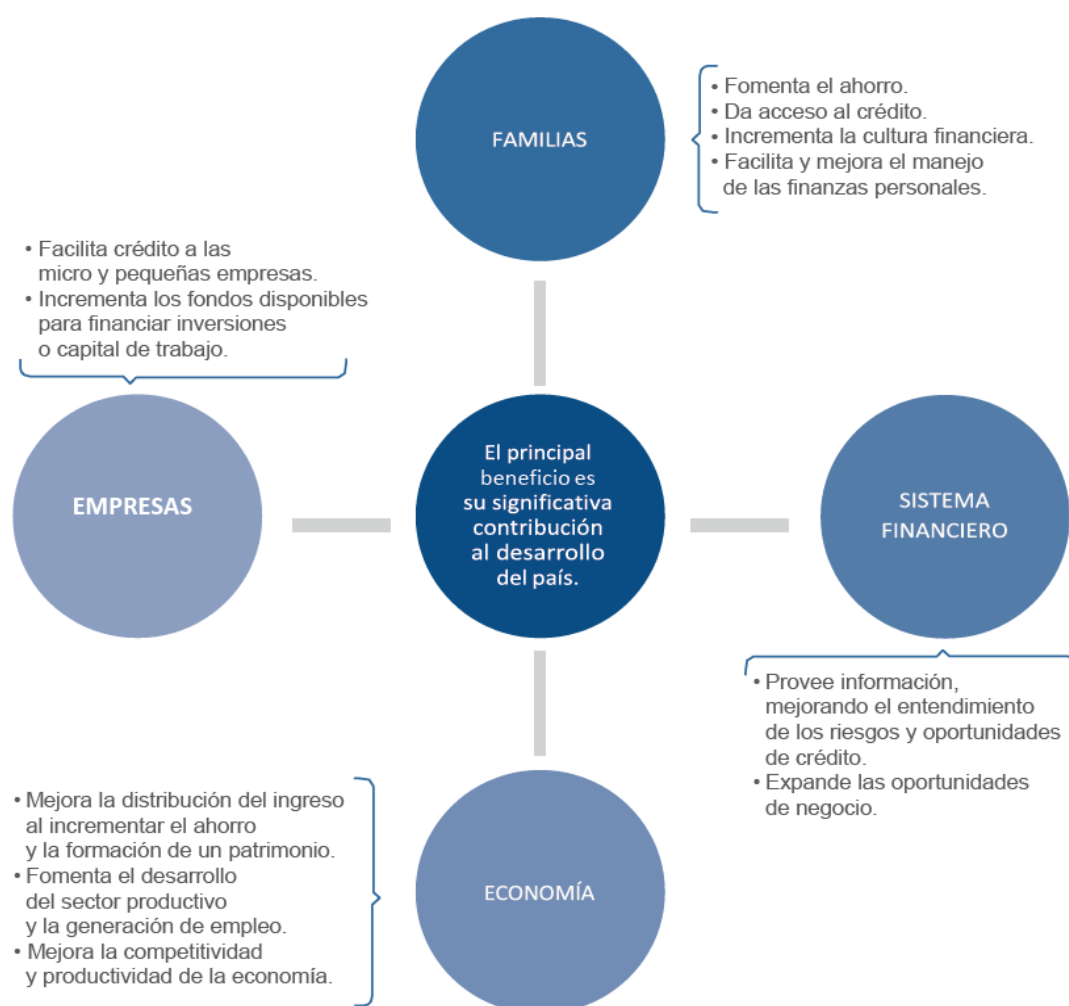 FAMILIAS
• Fomenta el ahorro.
• Da acceso al crédito.
• Incrementa la cultura financiera.
• Facilita y mejora el manejo
de las finanzas personales.
• Facilita crédito a las
micro y pequeñas empresas.
• Incrementa los fondos disponibles
para financiar inversiones
o capital de trabajo.
EMPRESAS
El principal
beneficio es
su significativa
contribución
al desarrollo
del país.
SISTEMA
FINANCIERO
• Provee información,
mejorando el entendimiento
de los riesgos y oportunidades
de crédito.
• Expande las oportunidades
de negocio.
• Mejora la distribución del ingreso
al incrementar el ahorro
y la formación de un patrimonio.
• Fomenta el desarrollo
del sector productivo
y la generación de empleo.
• Mejora la competitividad
y productividad de la economía.
ECONOMÍA